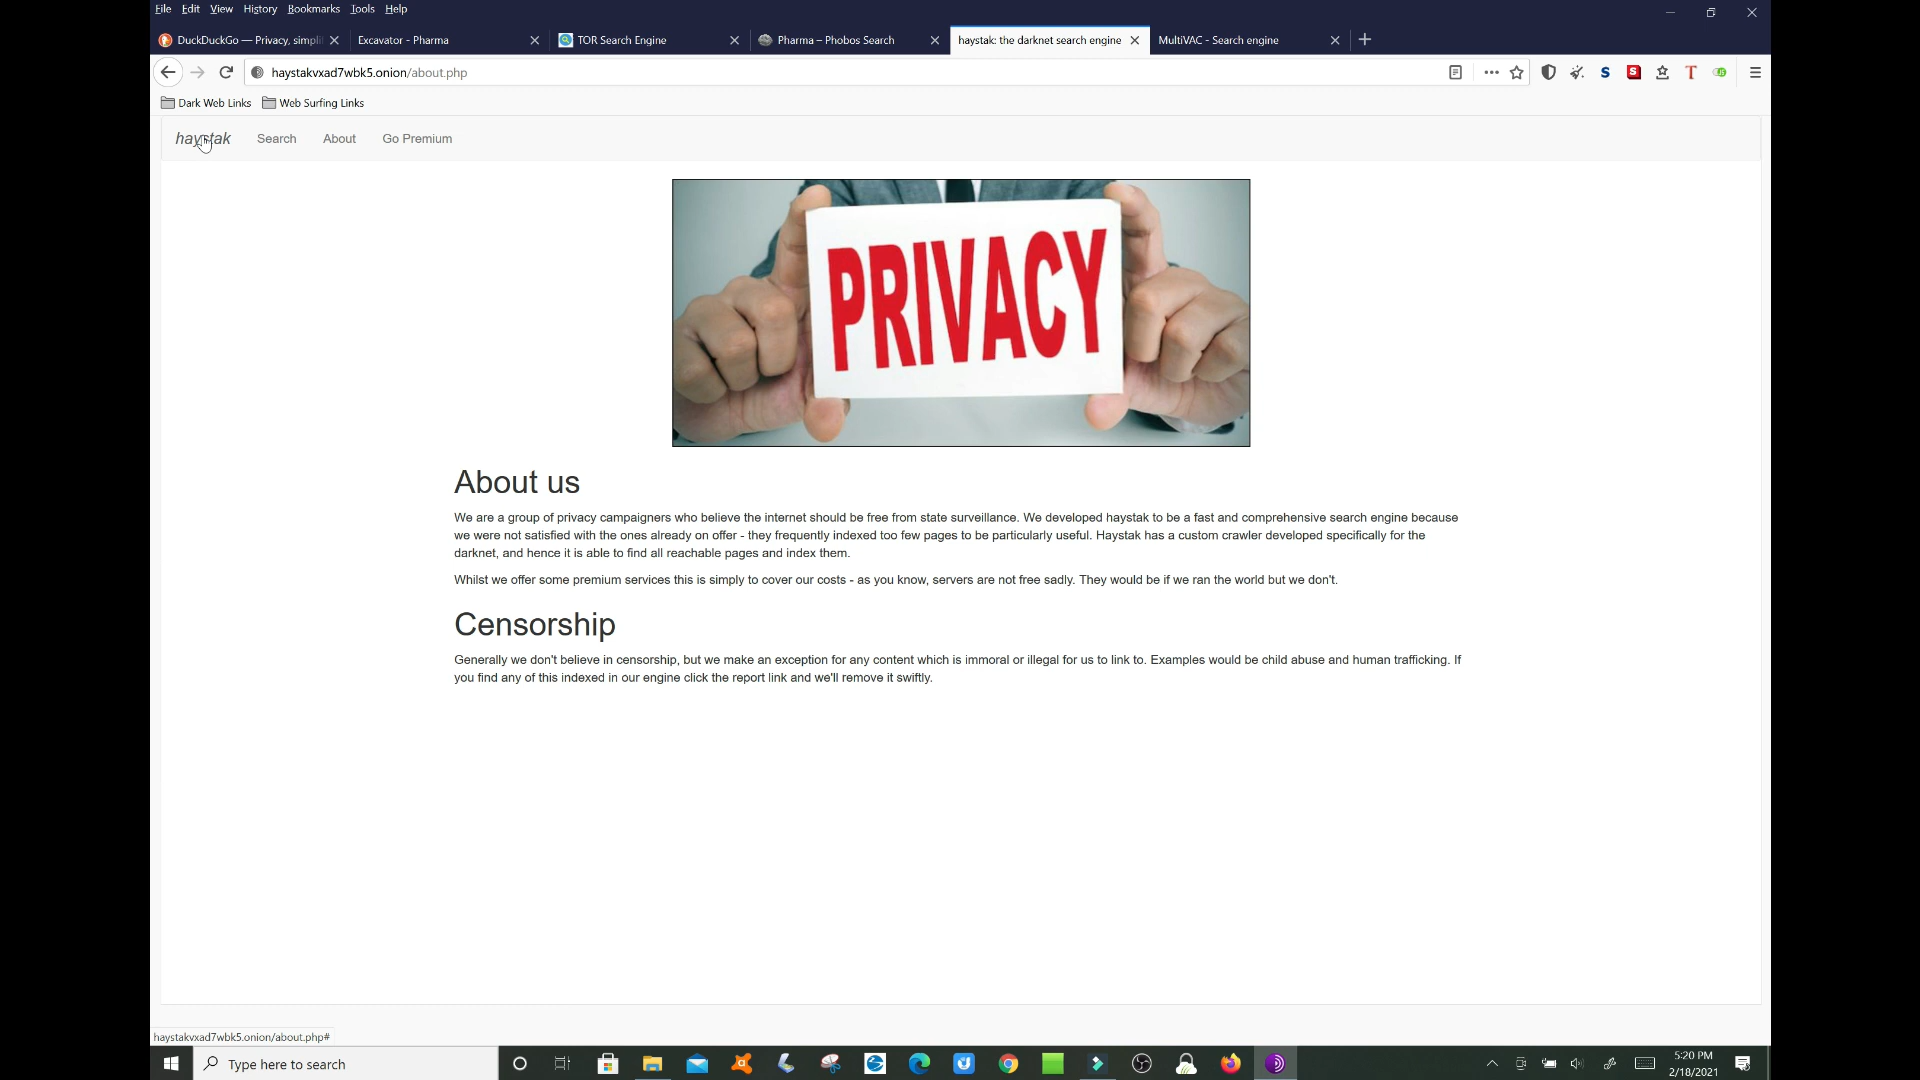 File Edit View History Bookmarks Tools Help
DuckDuckGo — Privacy, simpli
Excavator - Pharma
TOR Search Engine
Pharma – Phobos Search
haystak: the darknet search engine
MultiVAC - Search engine
haystakvxad7wbk5.onion/about.php
Dark Web Links Web Surfing Links
haystak Search About Go Premium
PRIVACY
About us
We are a group of privacy campaigners who believe the internet should be free from state surveillance. We developed haystak to be a fast and comprehensive search engine because
we were not satisfied with the ones already on offer - they frequently indexed too few pages to be particularly useful. Haystak has a custom crawler developed specifically for the
darknet, and hence it is able to find all reachable pages and index them.
Whilst we offer some premium services this is simply to cover our costs - as you know, servers are not free sadly. They would be if we ran the world but we don't.
Censorship
Generally we don't believe in censorship, but we make an exception for any content which is immoral or illegal for us to link to. Examples would be child abuse and human trafficking. If
you find any of this indexed in our engine click the report link and we'll remove it swiftly.
haystakvxad7wbk5.onion/about.php#
Type here to search
5:20 PM
2/18/2021